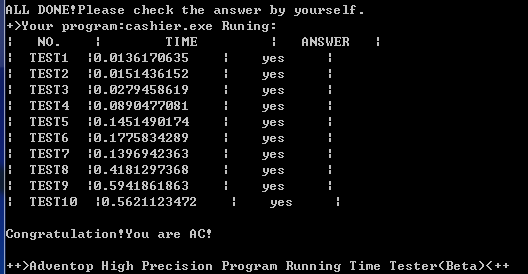 ALL DONE!Please check the answer by yourself.
+>Your program:cashier.exe Runing:
| NO. | TIME | ANSWER |
| TEST1 |0.0136170635 | yes |
| TEST2 |0.0151436152 | yes |
| TEST3 |0.0279458619 | yes |
| TEST4 |0.0890477081 | yes |
| TEST5 |0.1451490174 | yes |
| TEST6 |0.1775834289 | yes |
| TEST7 |0.1396942363 | yes |
| TEST8 |0.4181297368 | yes |
| TEST9 |0.5941861863 | yes |
| TEST10 |0.5621123472 | yes |
Congratulation!You are AC!
++>Adventop High Precision Program Running Time Tester(Beta)<++